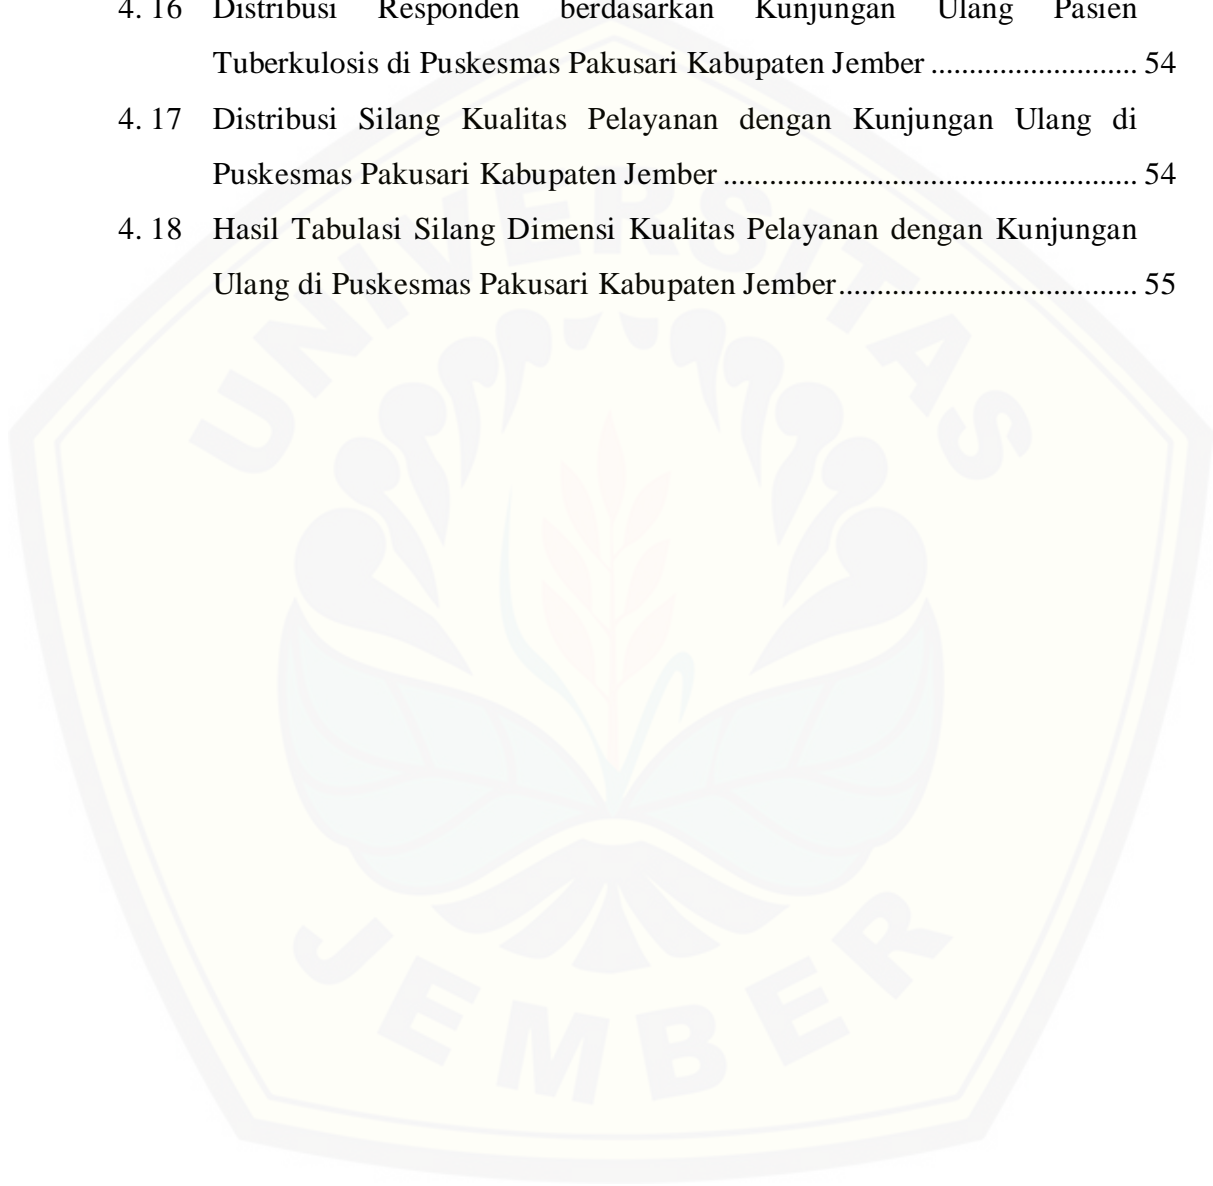 4. 16 Distribusi Responden berdasarkan Kunjungan Ulang Pasien
Tuberkulosis di Puskesmas Pakusari Kabupaten Jember ........................... 54
4. 17 Distribusi Silang Kualitas Pelayanan dengan Kunjungan Ulang di
Puskesmas Pakusari Kabupaten Jember ...................................................... 54
4. 18 Hasil Tabulasi Silang Dimensi Kualitas Pelayanan dengan Kunjungan
Ulang di Puskesmas Pakusari Kabupaten Jember ....................................... 55
UNIVERSITAS
JEMBER